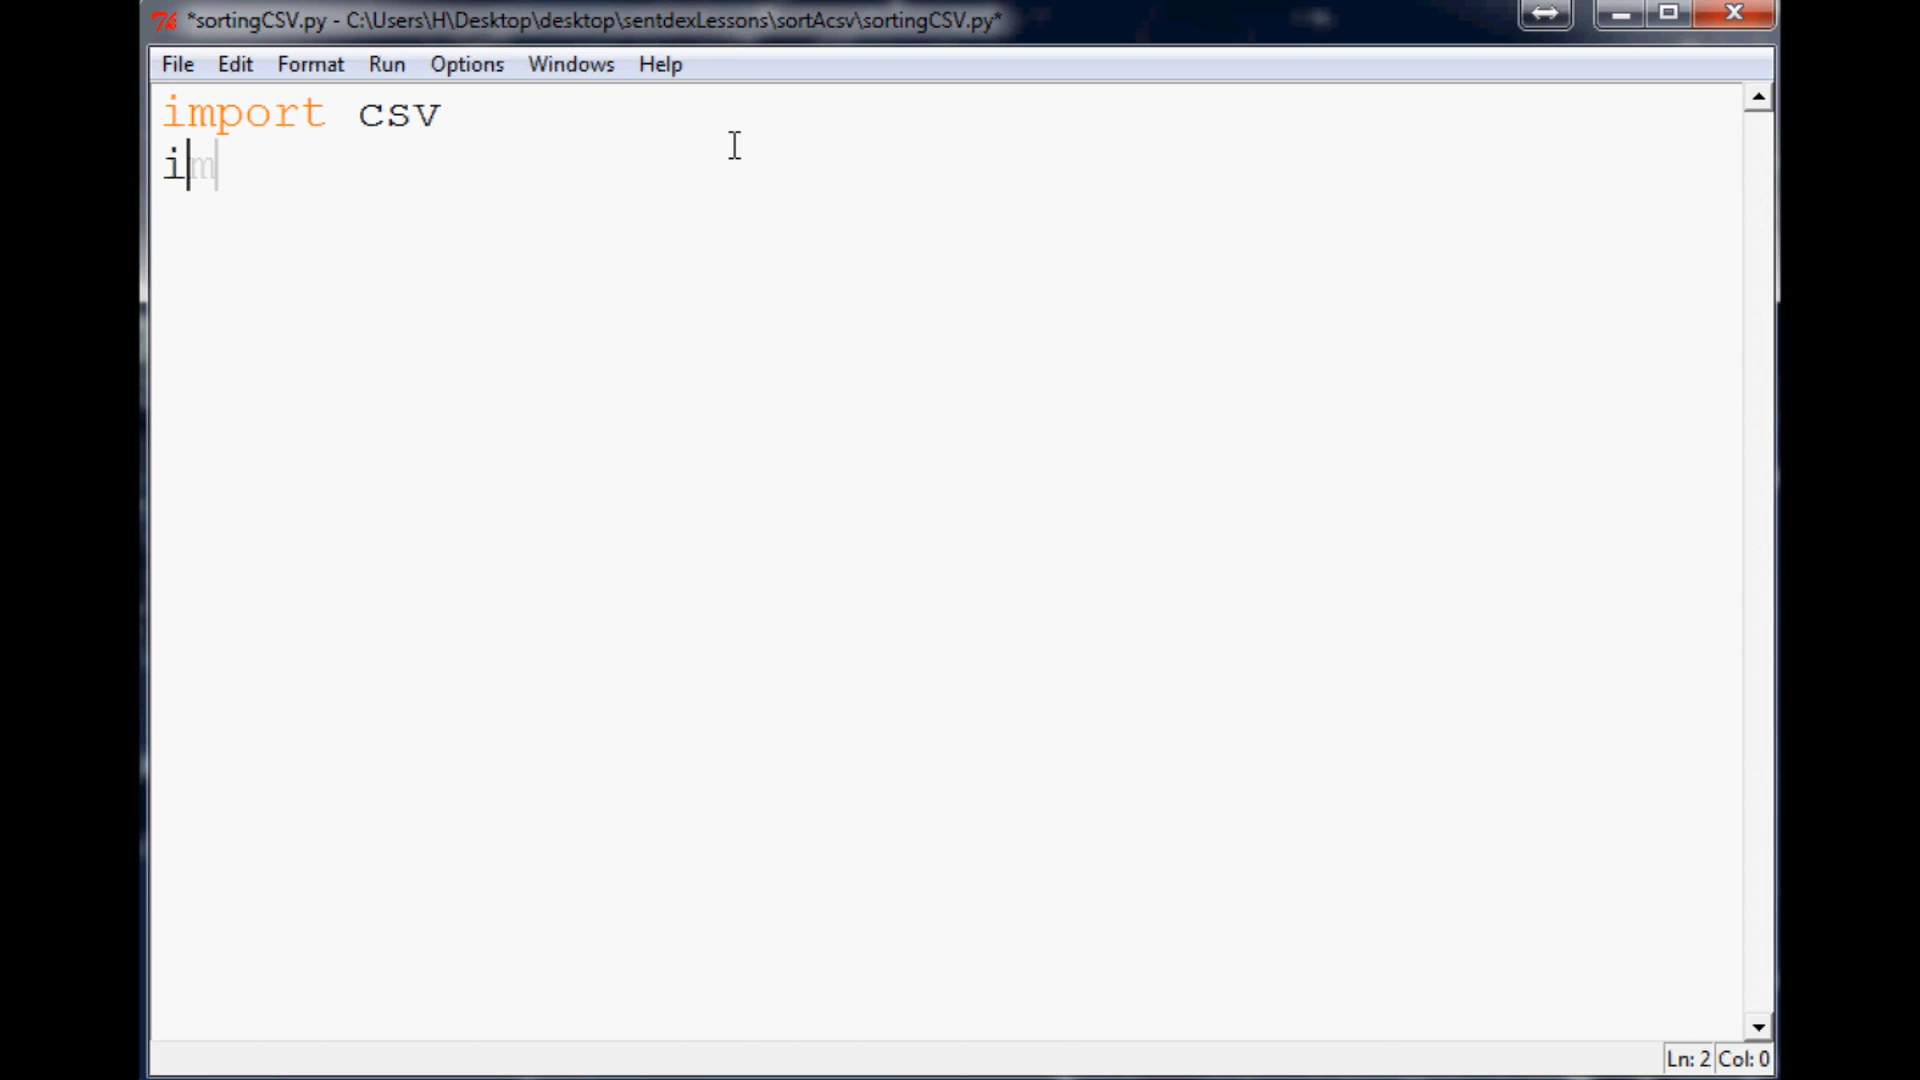 *sortingCSV.py - C:\Users\H\Desktop\desktop\sentdexLessons\sortAcsv\sortingCSV.py*
File Edit Format Run Options Windows Help
import csv
im
Ln: 2 Col: 0